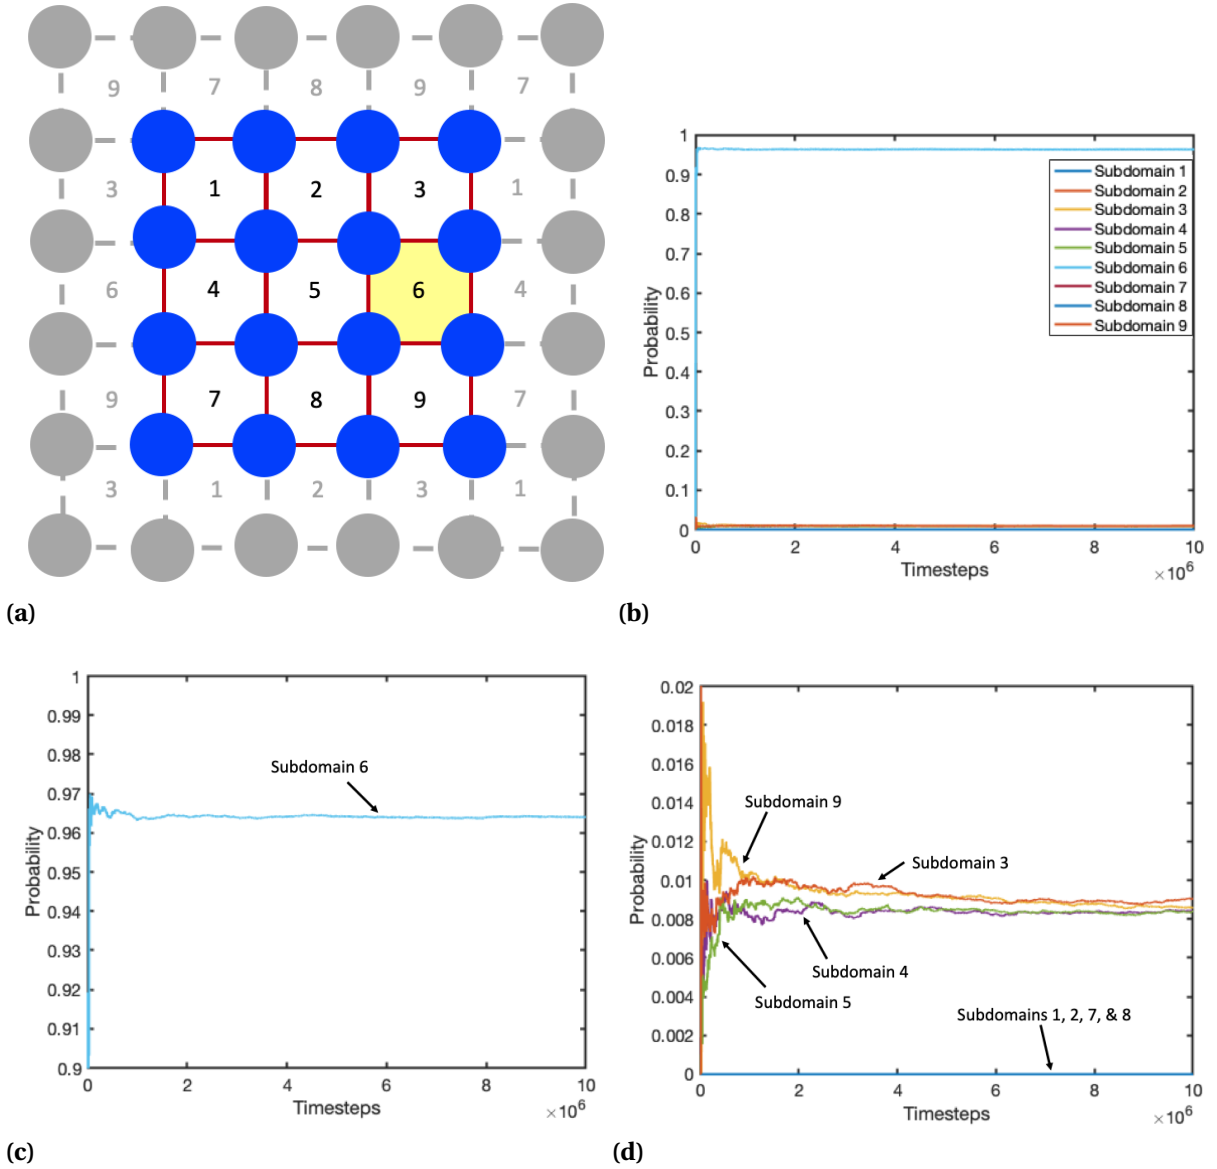 9 7 8 9 7
3 1 2 3 1
6 4 5 6 4
9 7 8 9 7
3 1 2 3 1
(a)
1
0.9
0.8
0.7
0.6
0.5
0.4
0.3
0.2
0.1
0
Probability
0 2 4 6 8 10
Timesteps
×10⁶
Subdomain 1
Subdomain 2
Subdomain 3
Subdomain 4
Subdomain 5
Subdomain 6
Subdomain 7
Subdomain 8
Subdomain 9
(b)
1
0.99
0.98
0.97
0.96
0.95
0.94
0.93
0.92
0.91
0.9
Probability
Subdomain 6
0 2 4 6 8 10
Timesteps
×10⁶
(c)
0.02
0.018
0.016
0.014
0.012
0.01
0.008
0.006
0.004
0.002
0
Probability
Subdomain 9
Subdomain 3
Subdomain 4
Subdomain 5
Subdomains 1, 2, 7, & 8
0 2 4 6 8 10
Timesteps
×10⁶
(d)